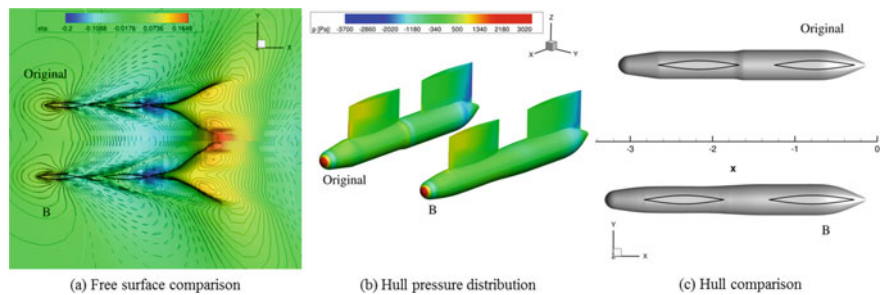 eta: -0.2 -0.1088 -0.0176 0.0736 0.1648
Y
X
Original
B
(a) Free surface comparison
p [Pa] -3700 -2860 -2020 -1180 -340 500 1340 2180 3020
Z
X
Y
Original
B
(b) Hull pressure distribution
Original
-3 -2 -1 0
x
Y
X
B
(c) Hull comparison